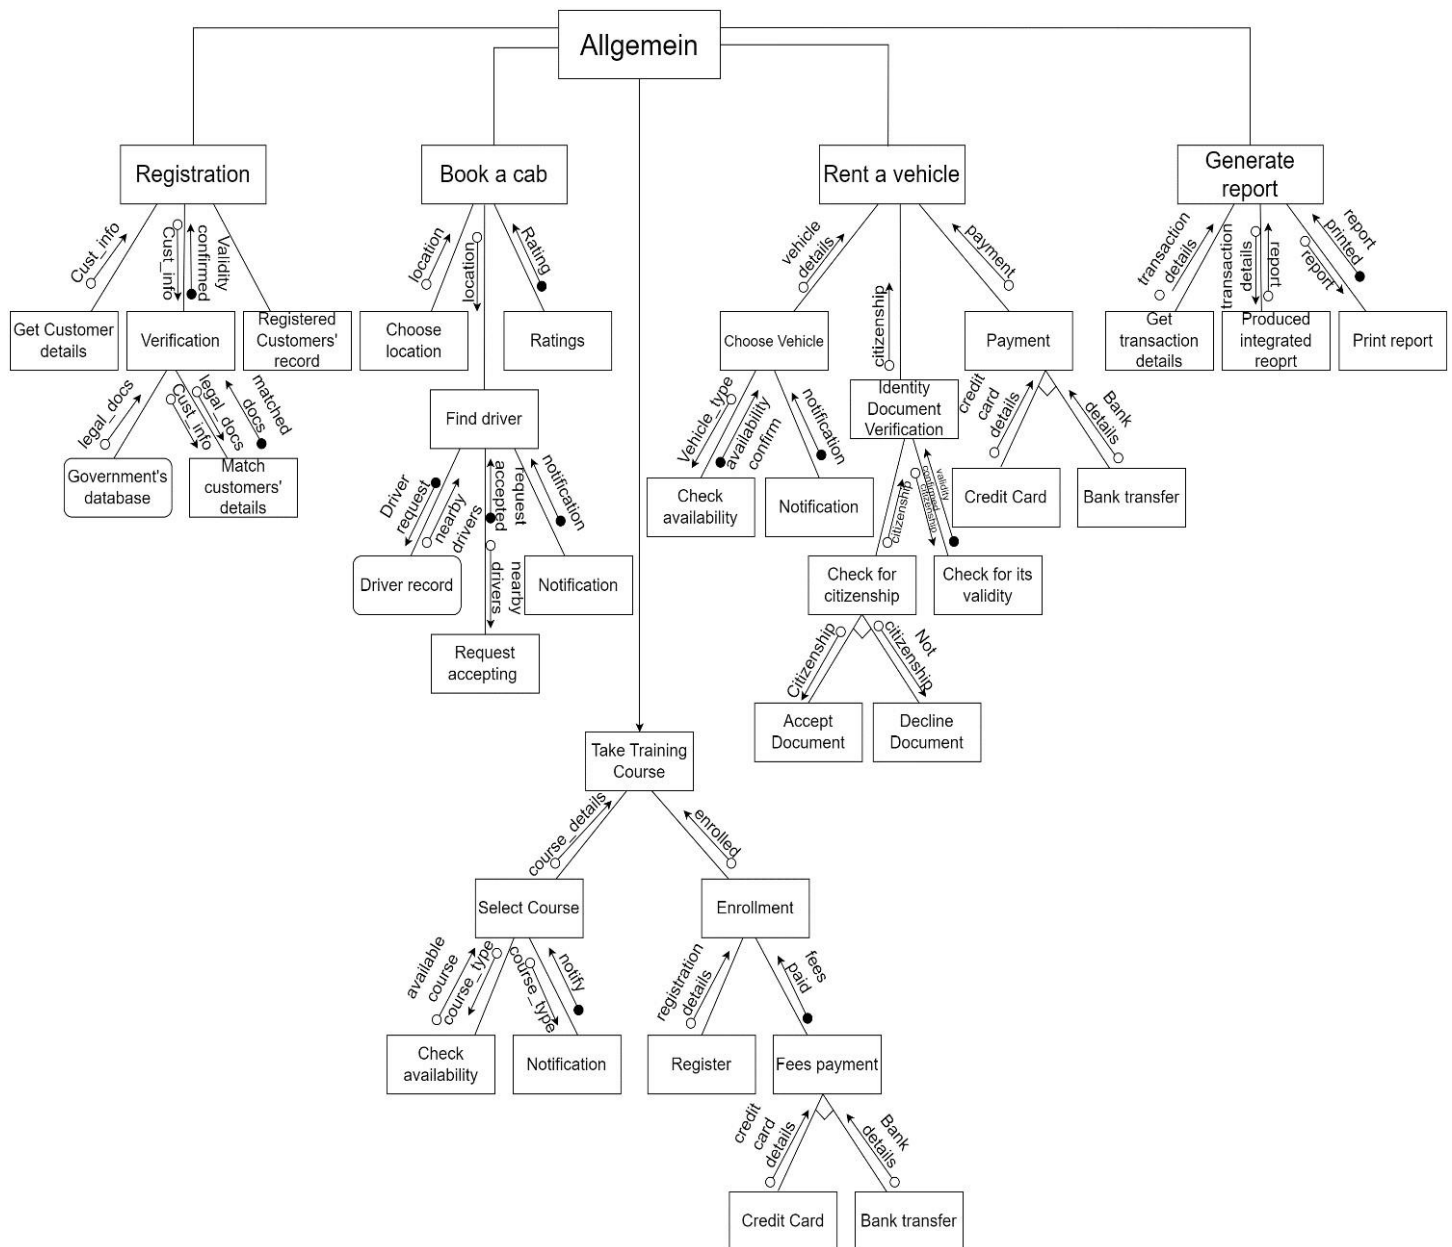 Allgemein
Registration
Book a cab
Rent a vehicle
Generate
report
Cust_info
Cust_info
confirmed
Validity
location
location
Rating
vehicle
details
citizenship
payment
transaction
details
transaction
details
report
report
printed
report
Get Customer
details
Verification
Registered
Customers'
record
Choose
location
Ratings
Choose Vehicle
Identity
Document
Verification
Payment
Get
transaction
details
Produced
integrated
reoprt
Print report
legal_docs
Cust_info
legal_docs
matched
docs
Find driver
Vehicle_type
availability
confirm
notification
citizenship
validity
confirmed
citizenship
credit
card
details
Bank
details
Government's
database
Match
customers'
details
Driver
request
nearby
drivers
accepted
request
nearby
drivers
notification
Check
availability
Notification
Credit Card
Bank transfer
Driver record
Notification
Request
accepting
Check for
citizenship
Check for its
validity
Citizenship
Not
citizenship
Accept
Document
Decline
Document
Take Training
Course
course_details
enrolled
Select Course
Enrollment
available
course
course_type
course_type
notify
registration
details
fees
paid
Check
availability
Notification
Register
Fees payment
credit
card
details
Bank
details
Credit Card
Bank transfer